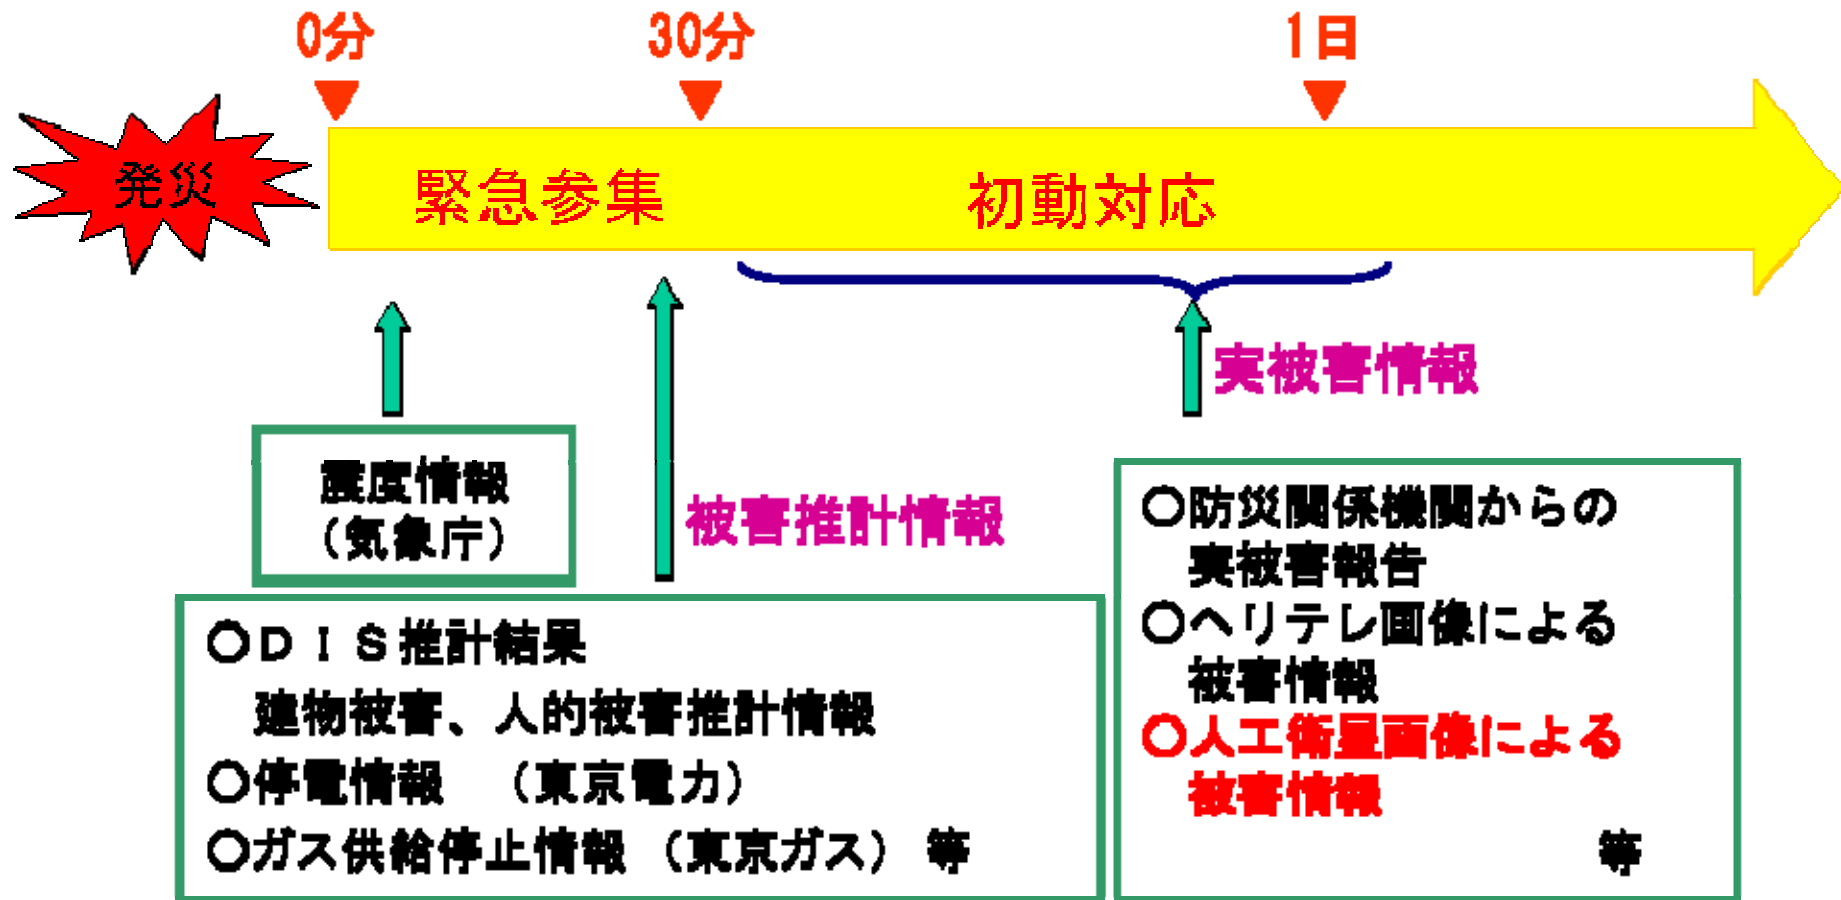 0分
30分
1日
発災
緊急参集
初動対応
実被害情報
震度情報
（気象庁）
被害推計情報
○DIS推計結果
建物被害、人的被害推計情報
○停電情報　（東京電力）
○ガス供給停止情報　（東京ガス）　等
○防災関係機関からの
実被害報告
○ヘリテレ画像による
被害情報
○人工衛星画像による
被害情報
等